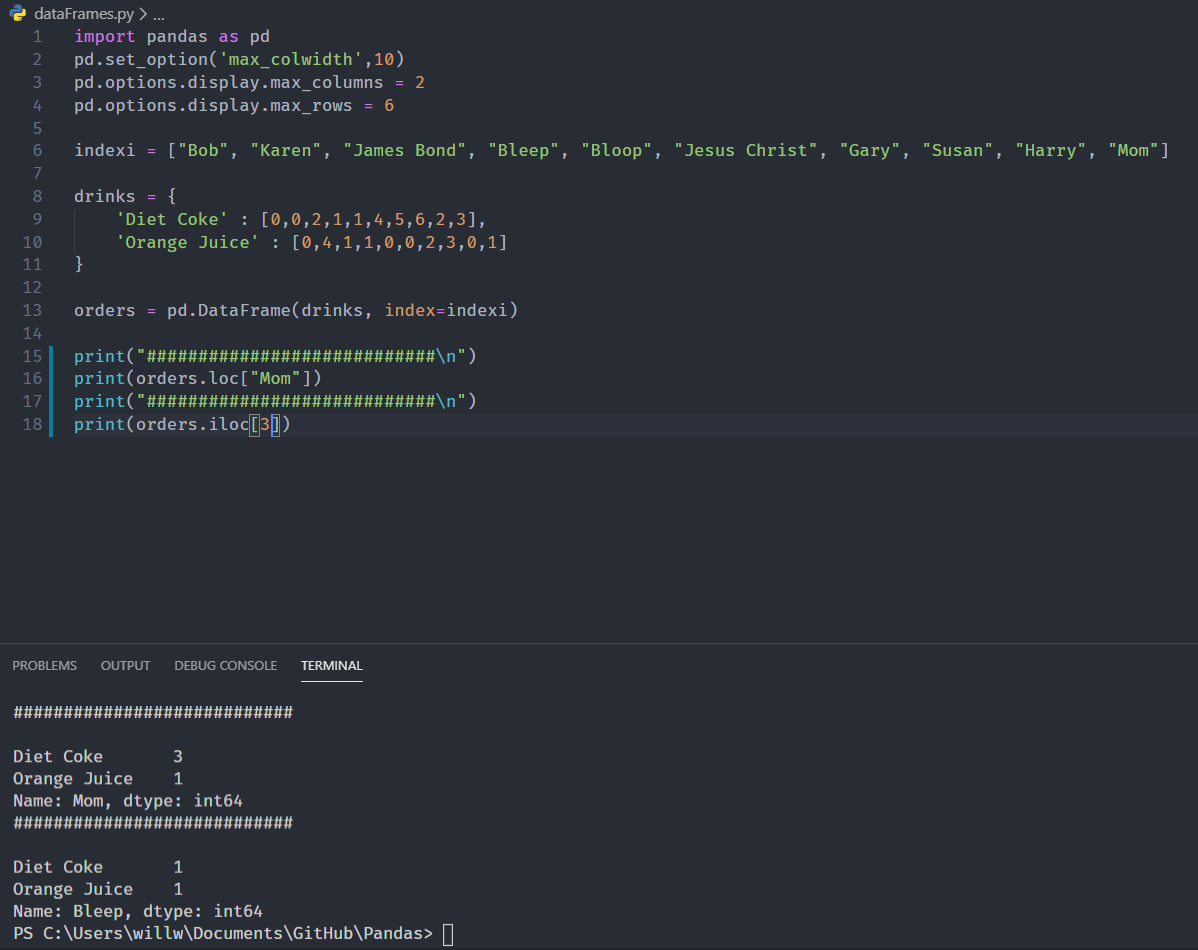 dataFrames.py > ...
1 import pandas as pd
2 pd.set_option('max_colwidth',10)
3 pd.options.display.max_columns = 2
4 pd.options.display.max_rows = 6
5
6 indexi = ["Bob", "Karen", "James Bond", "Bleep", "Bloop", "Jesus Christ", "Gary", "Susan", "Harry", "Mom"]
7
8 drinks = {
9     'Diet Coke' : [0,0,2,1,1,4,5,6,2,3],
10     'Orange Juice' : [0,4,1,1,0,0,2,3,0,1]
11 }
12
13 orders = pd.DataFrame(drinks, index=indexi)
14
15 print("############################\n")
16 print(orders.loc["Mom"])
17 print("############################\n")
18 print(orders.iloc[3])
PROBLEMS OUTPUT DEBUG CONSOLE TERMINAL
############################
Diet Coke       3
Orange Juice    1
Name: Mom, dtype: int64
############################
Diet Coke       1
Orange Juice    1
Name: Bleep, dtype: int64
PS C:\Users\willw\Documents\GitHub\Pandas>